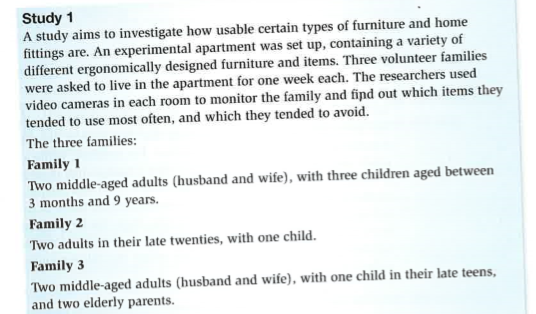 Study 1
A study aims to investigate how usable certain types of furniture and home
fittings are. An experimental apartment was set up, containing a variety of
different ergonomically designed furniture and items. Three volunteer families
were asked to live in the apartment for one week each. The researchers used
video cameras in each room to monitor the family and find out which items they
tended to use most often, and which they tended to avoid.
The three families:
Family 1
Two middle-aged adults (husband and wife), with three children aged between
3 months and 9 years.
Family 2
Two adults in their late twenties, with one child.
Family 3
Two middle-aged adults (husband and wife), with one child in their late teens,
and two elderly parents.